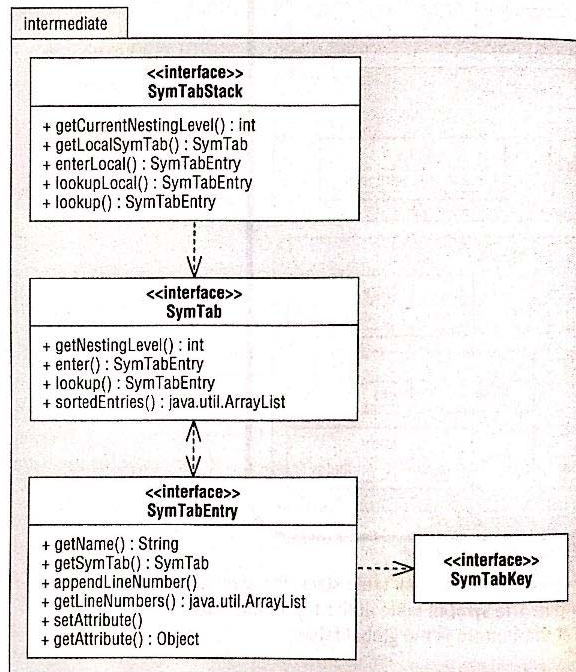 intermediate
<<interface>>
SymTabStack
+ getCurrentNestingLevel() : int
+ getLocalSymTab() : SymTab
+ enterLocal() : SymTabEntry
+ lookupLocal() : SymTabEntry
+ lookup() : SymTabEntry
<<interface>>
SymTab
+ getNestingLevel() : int
+ enter() : SymTabEntry
+ lookup() : SymTabEntry
+ sortedEntries() : java.util.ArrayList
<<interface>>
SymTabEntry
+ getName() : String
+ getSymTab() : SymTab
+ appendLineNumber()
+ getLineNumbers() : java.util.ArrayList
+ setAttribute()
+ getAttribute() : Object
<<interface>>
SymTabKey